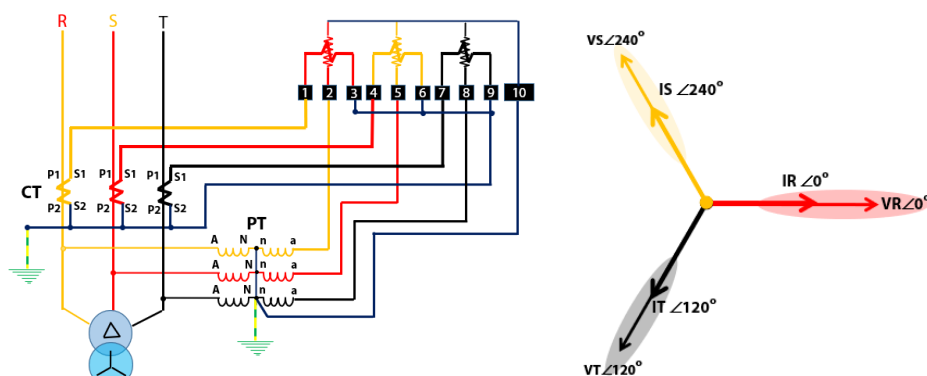 R S T
1 2 3 4 5 6 7 8 9 10
P1 S1 P1 S1 P1 S1
CT
P2 S2 P2 S2 P2 S2
PT
A N n a
A N n a
A N n a
VS∠240°
IS ∠240°
IR ∠0°
VR∠0°
IT ∠120°
VT∠120°